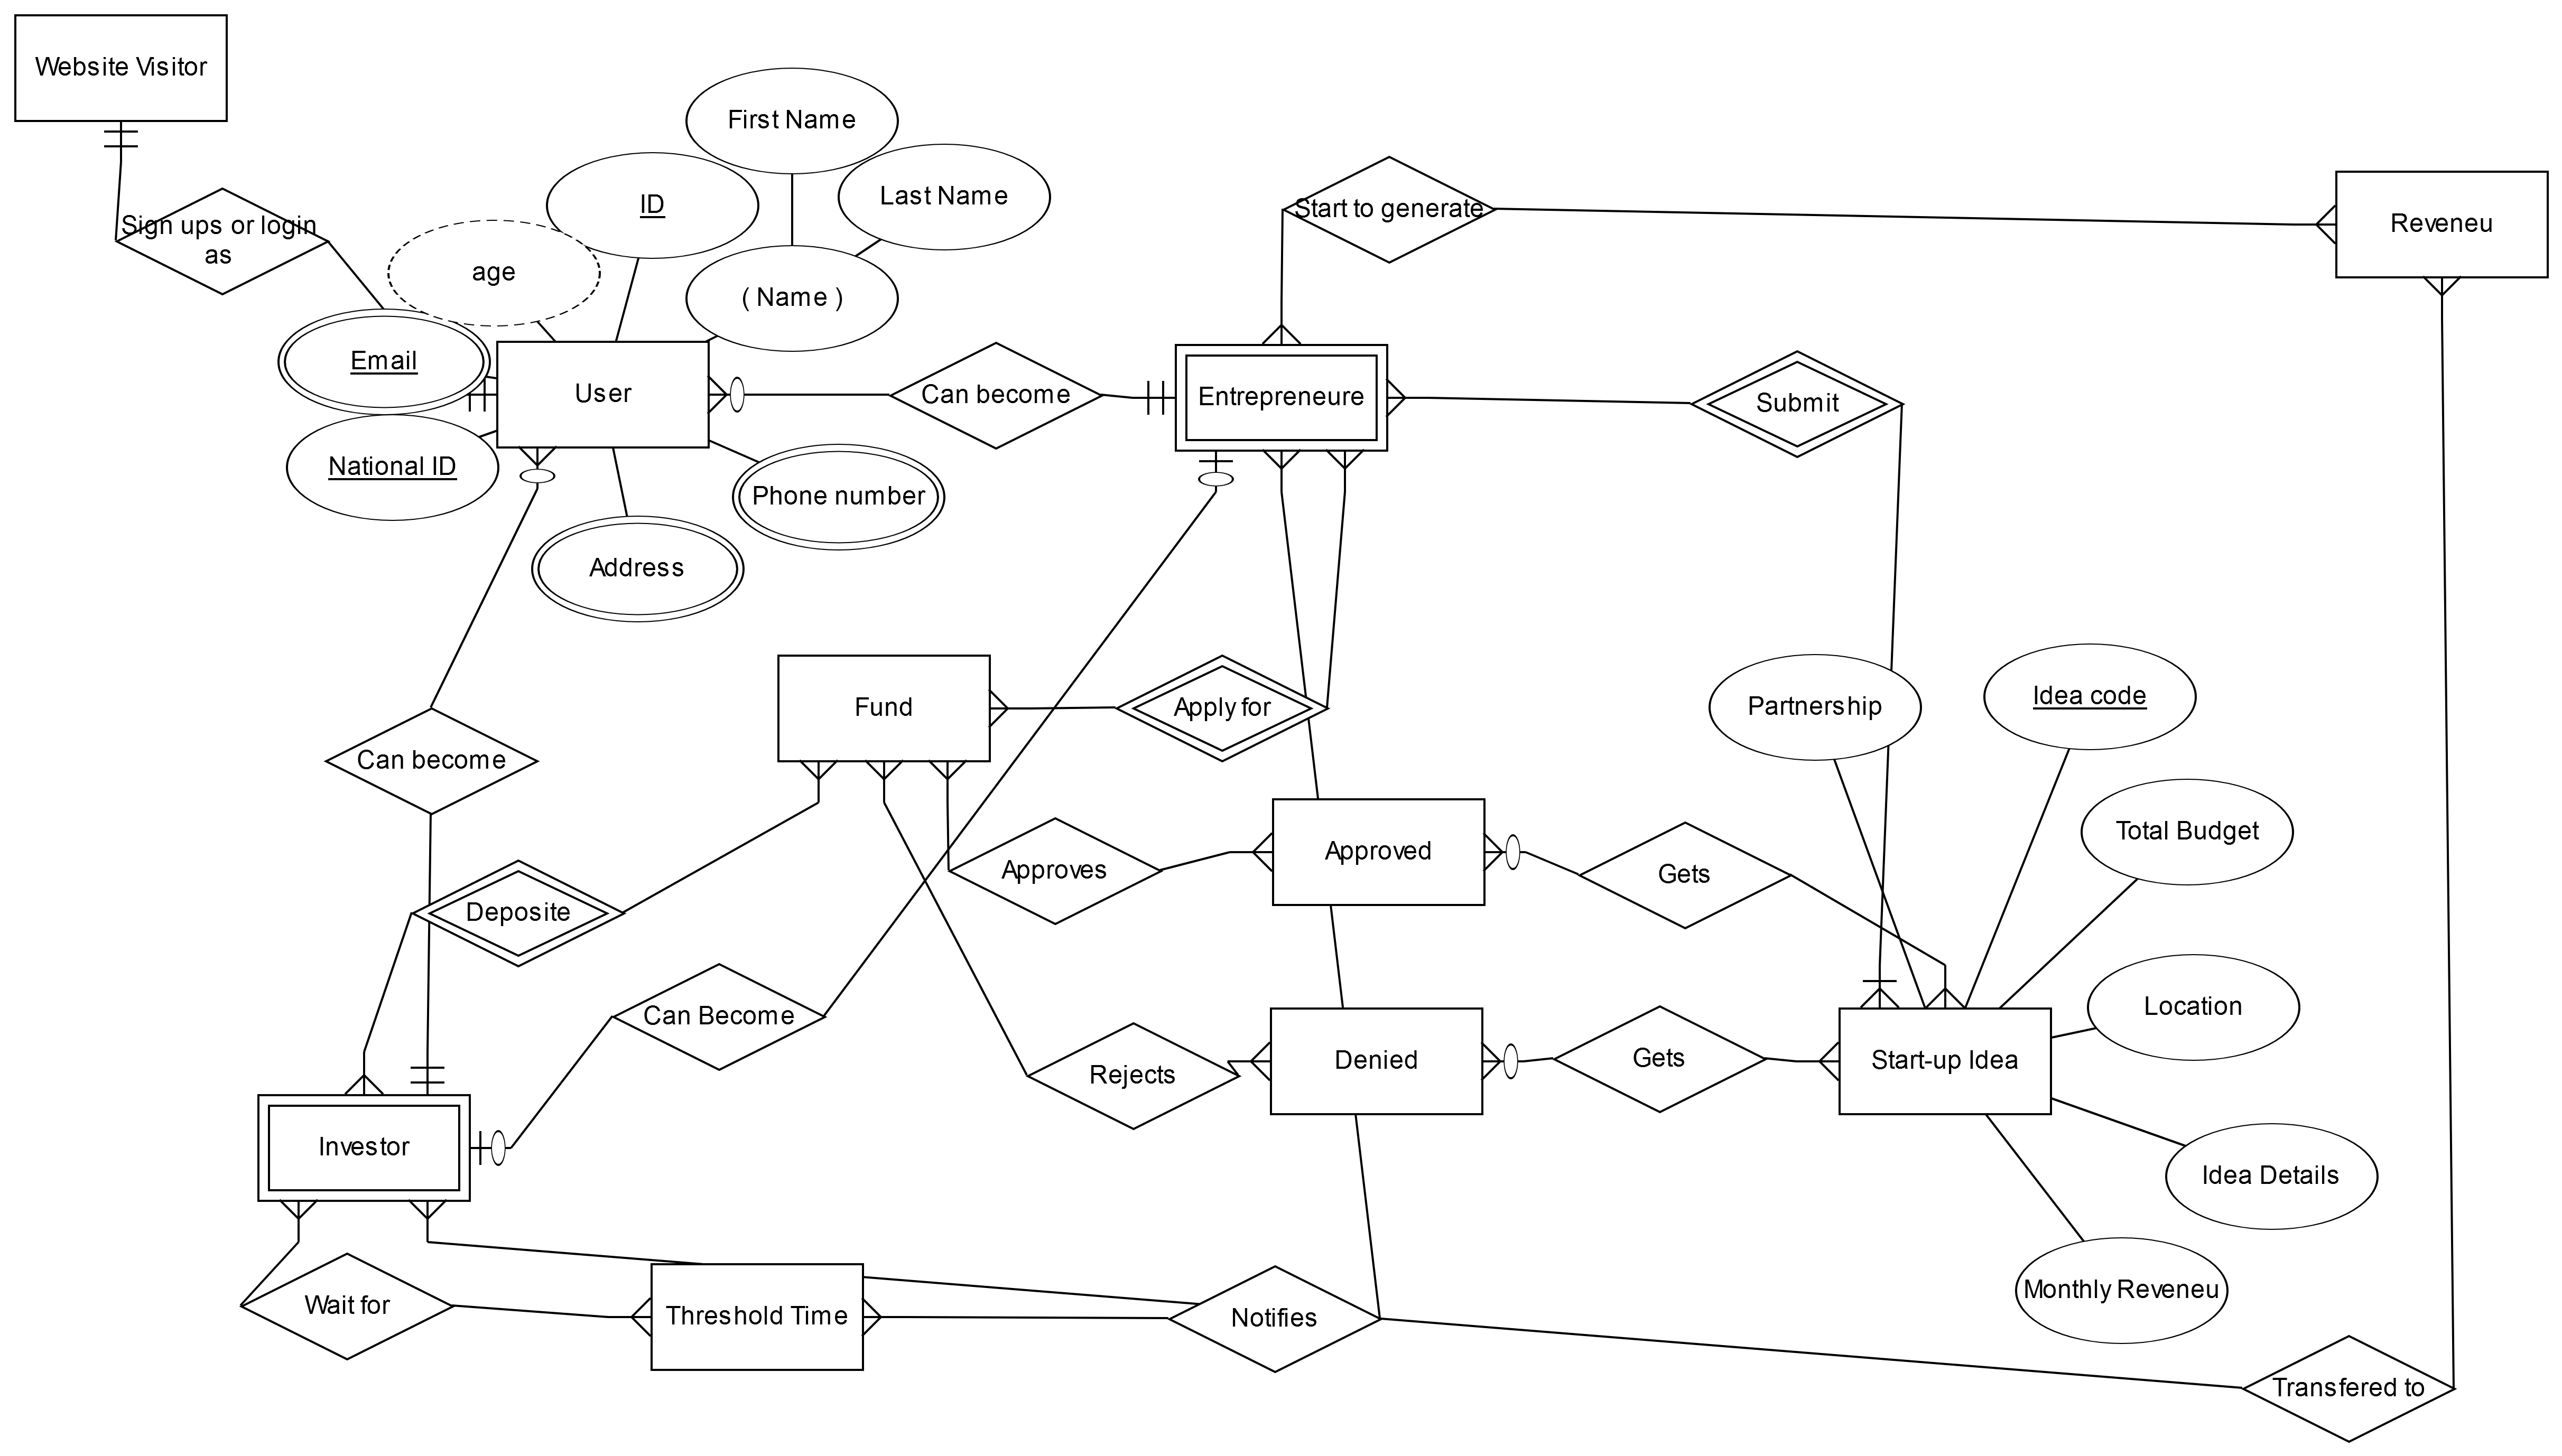 Website Visitor
First Name
Last Name
ID
Sign ups or login
as
Start to generate
Reveneu
age
( Name )
Email
User
Can become
Entrepreneure
Submit
National ID
Phone number
Address
Fund
Apply for
Partnership
Idea code
Can become
Total Budget
Approves
Approved
Gets
Deposite
Can Become
Location
Rejects
Denied
Gets
Start-up Idea
Investor
Idea Details
Wait for
Threshold Time
Notifies
Monthly Reveneu
Transfered to